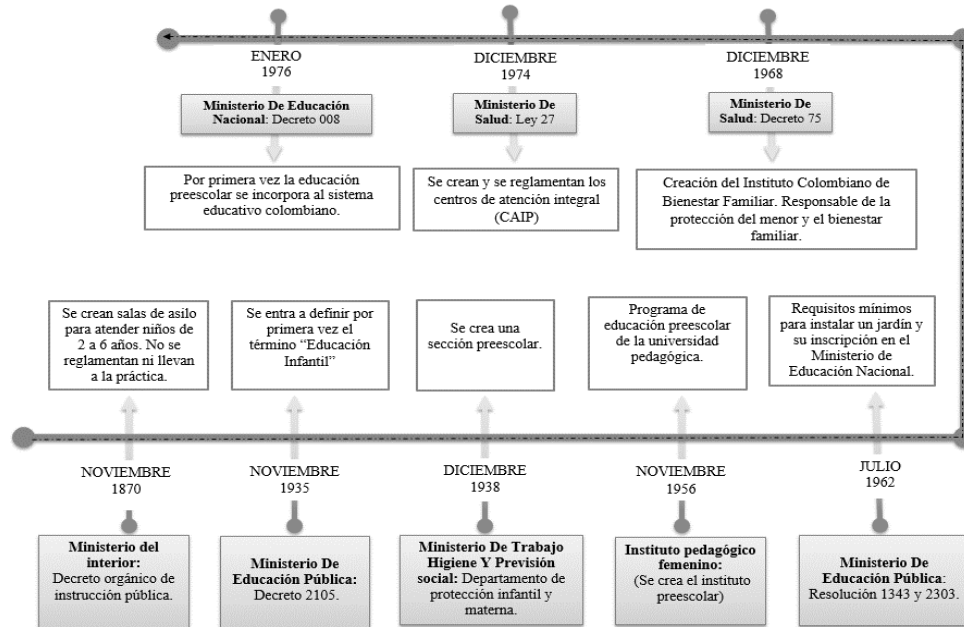 ENERO
1976
DICIEMBRE
1974
DICIEMBRE
1968
Ministerio De Educación
Nacional: Decreto 008
Ministerio De
Salud: Ley 27
Ministerio De
Salud: Decreto 75
Por primera vez la educación
preescolar se incorpora al sistema
educativo colombiano.
Se crean y se reglamentan los
centros de atención integral
(CAIP)
Creación del Instituto Colombiano de
Bienestar Familiar. Responsable de la
protección del menor y el bienestar
familiar.
Se crean salas de asilo
para atender niños de
2 a 6 años. No se
reglamentan ni llevan
a la práctica.
Se entra a definir por
primera vez el
término “Educación
Infantil”
Se crea una
sección preescolar.
Programa de
educación preescolar
de la universidad
pedagógica.
Requisitos mínimos
para instalar un jardín y
su inscripción en el
Ministerio de
Educación Nacional.
NOVIEMBRE
1870
NOVIEMBRE
1935
DICIEMBRE
1938
NOVIEMBRE
1956
JULIO
1962
Ministerio del
interior:
Decreto orgánico de
instrucción pública.
Ministerio De
Educación Pública:
Decreto 2105.
Ministerio De Trabajo
Higiene Y Previsión
social: Departamento de
protección infantil y
materna.
Instituto pedagógico
femenino:
(Se crea el instituto
preescolar)
Ministerio De
Educación Pública:
Resolución 1343 y 2303.